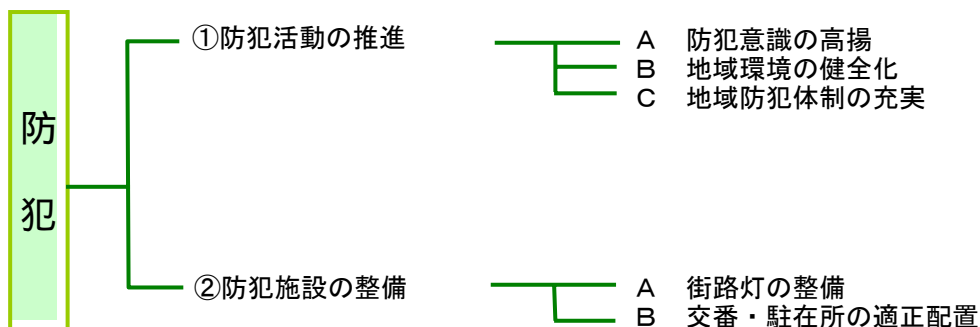 防犯
①防犯活動の推進
A 防犯意識の高揚
B 地域環境の健全化
C 地域防犯体制の充実
②防犯施設の整備
A 街路灯の整備
B 交番・駐在所の適正配置